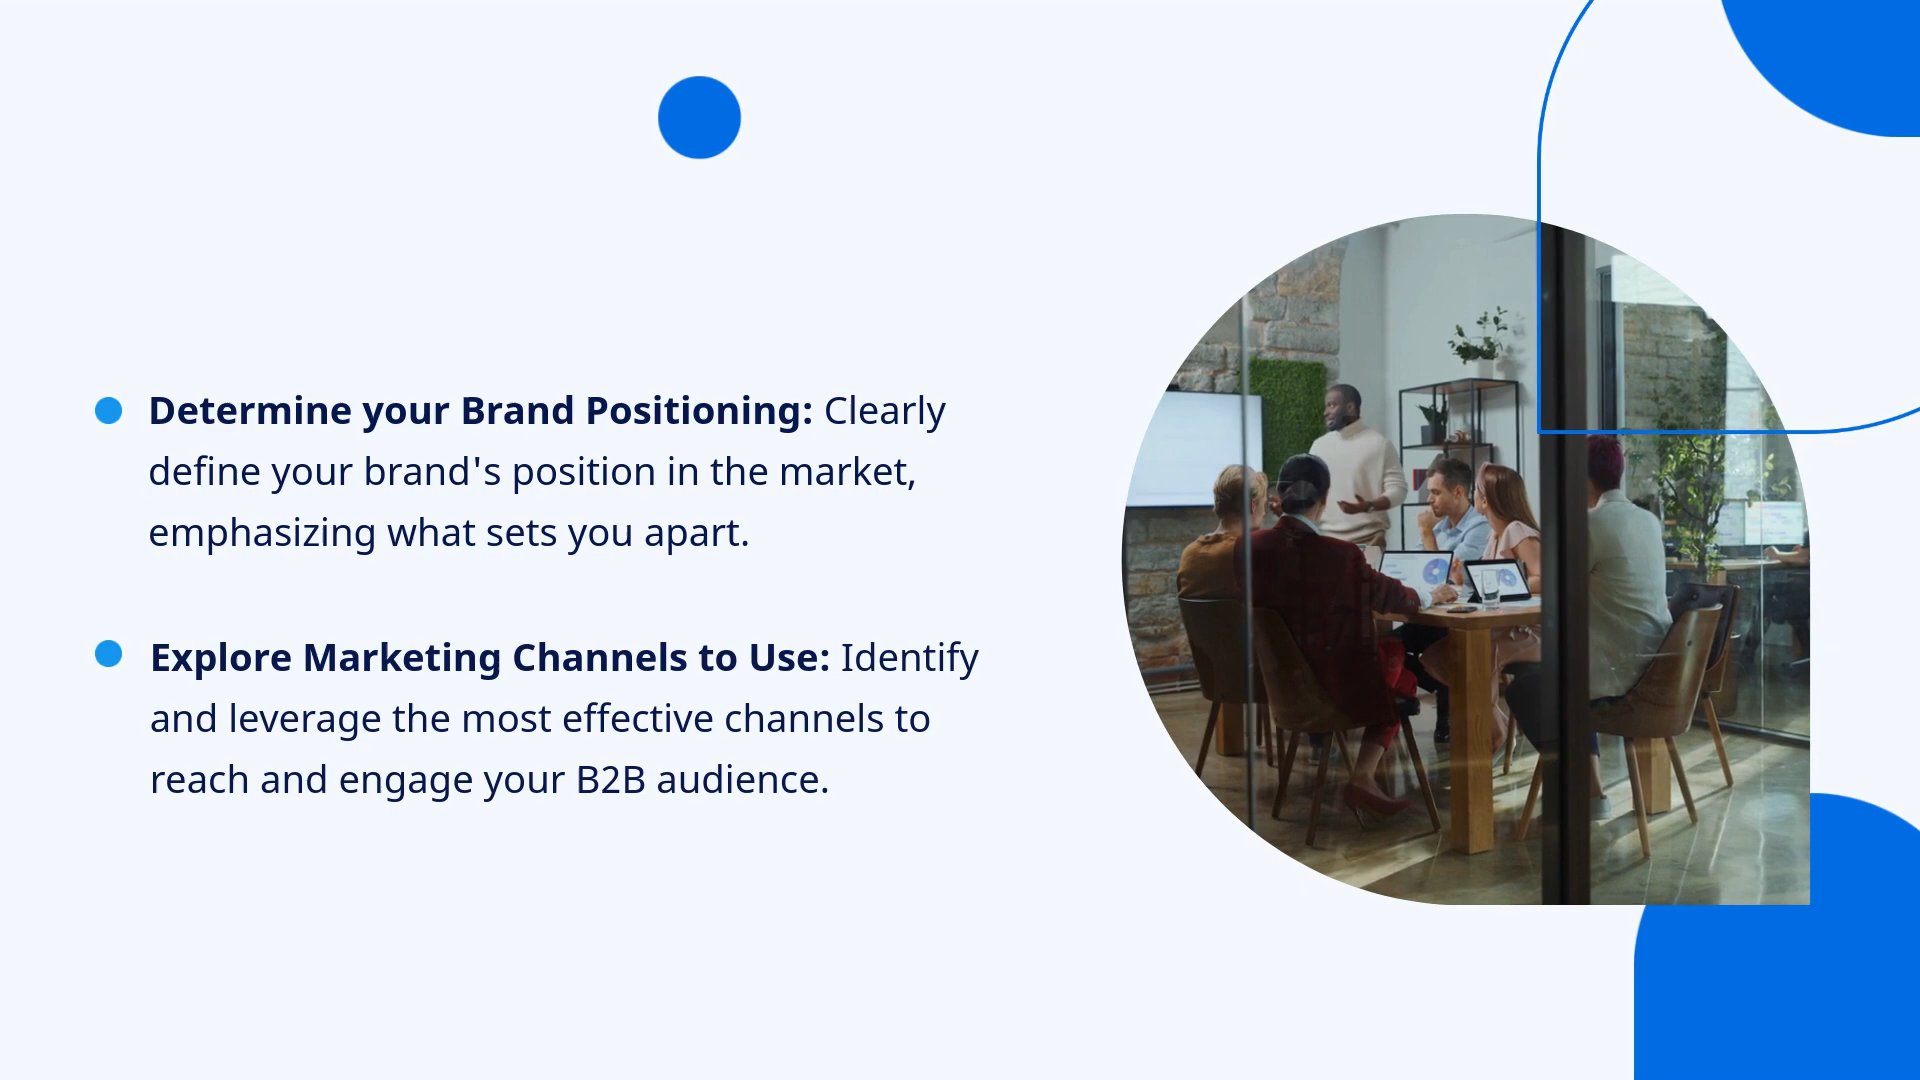 Determine your Brand Positioning: Clearly
define your brand's position in the market,
emphasizing what sets you apart.
Explore Marketing Channels to Use: Identify
and leverage the most effective channels to
reach and engage your B2B audience.